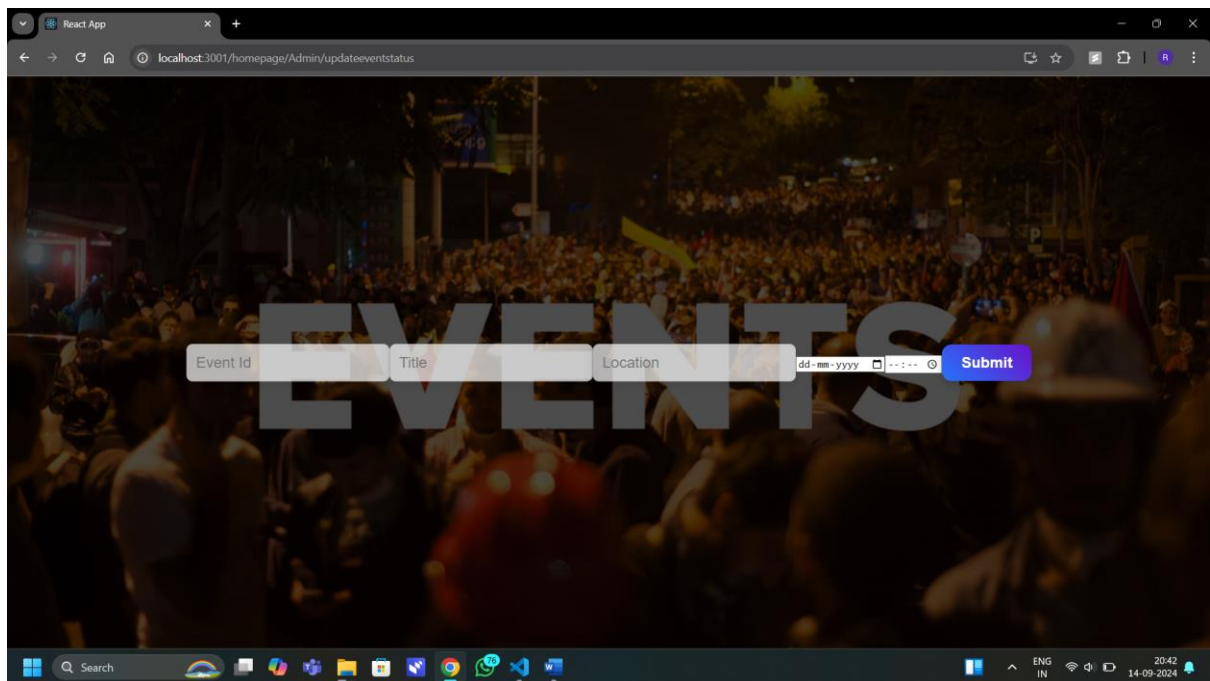 React App
localhost:3001/homepage/Admin/updateeventstatus
R
EVENTS
Event Id Title Location dd-mm-yyyy --:-- Submit
P
Search
76
ENG
IN
20:42
14-09-2024